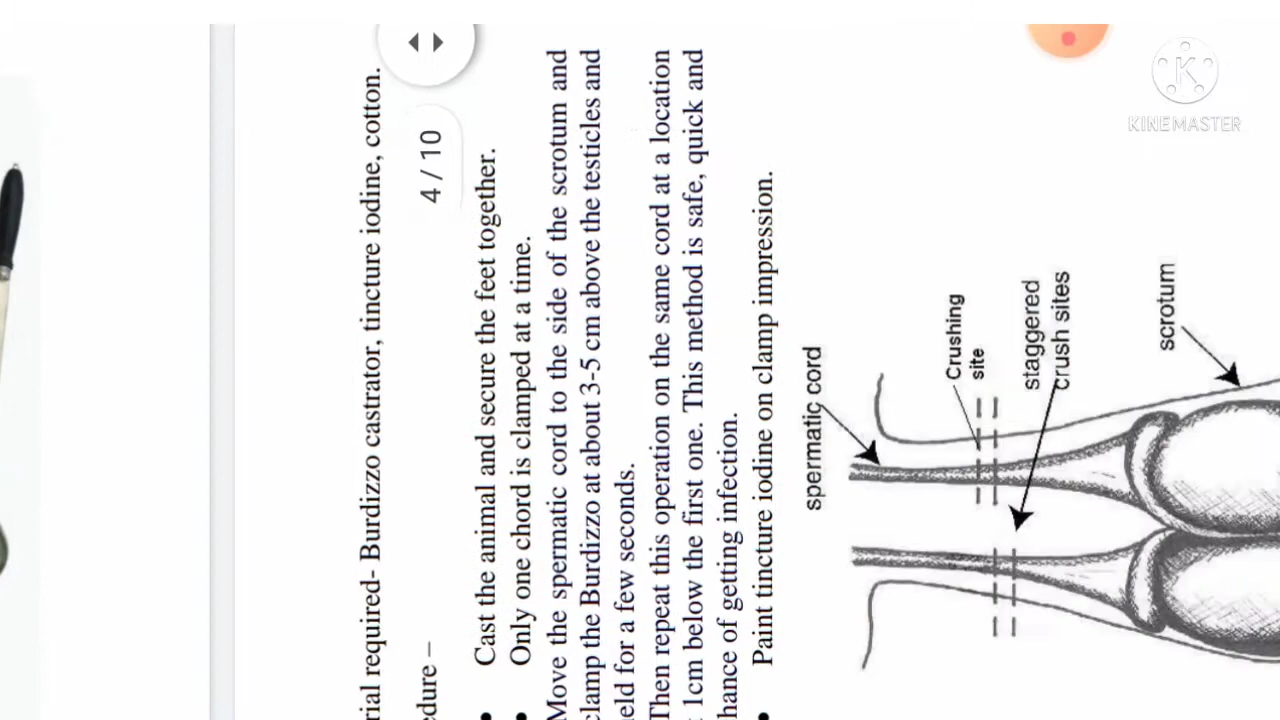 rial required- Burdizzo castrator, tincture iodine, cotton.
edure –
4 / 10
• Cast the animal and secure the feet together.
• Only one chord is clamped at a time.
Move the spermatic cord to the side of the scrotum and
clamp the Burdizzo at about 3-5 cm above the testicles and
held for a few seconds.
Then repeat this operation on the same cord at a location
t 1cm below the first one. This method is safe, quick and
hance of getting infection.
• Paint tincture iodine on clamp impression.
spermatic cord
Crushing
site
staggered
crush sites
scrotum
K
KINEMASTER